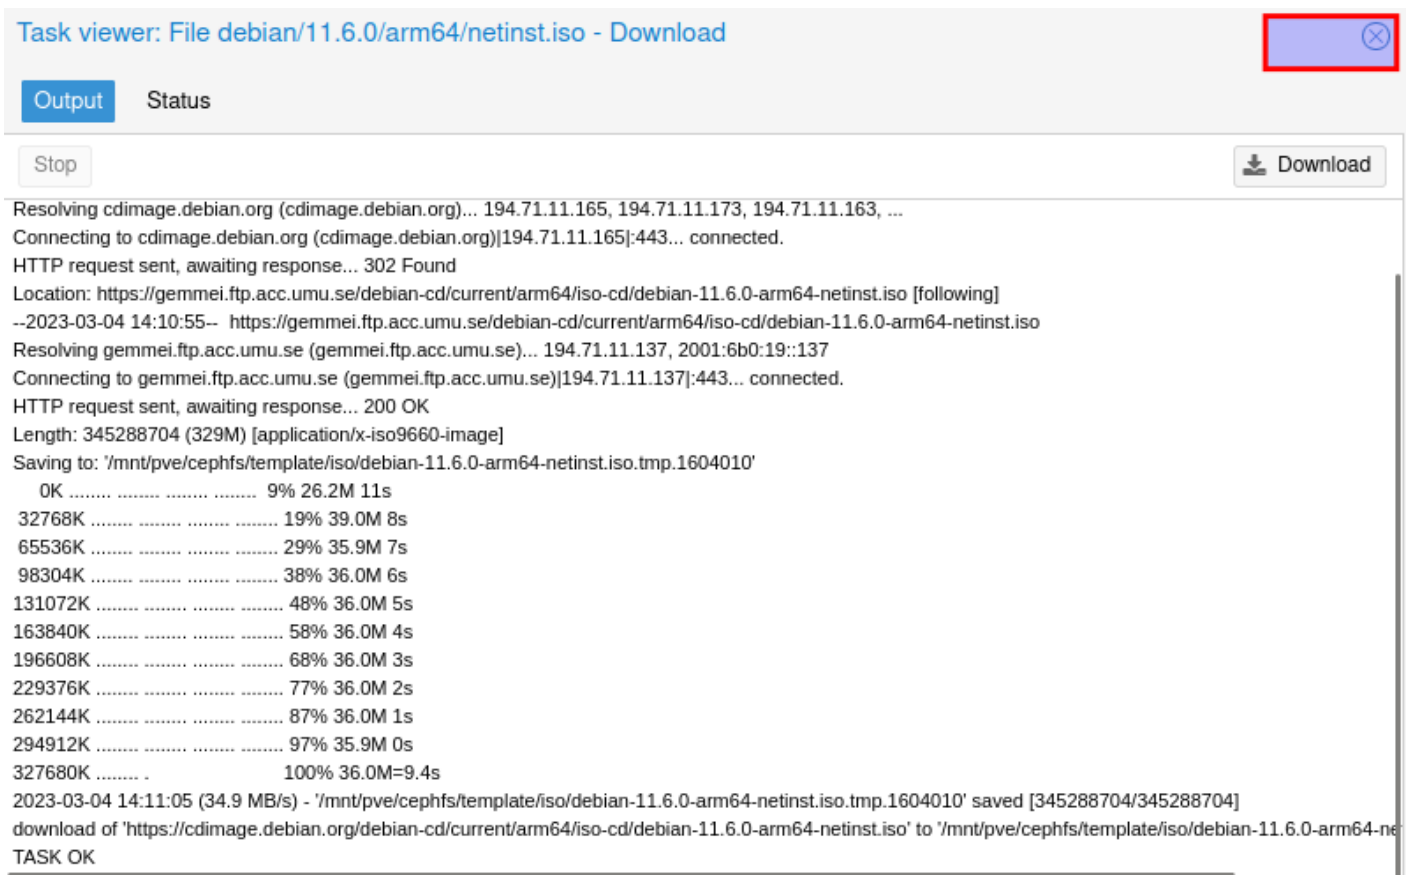 Task viewer: File debian/11.6.0/arm64/netinst.iso - Download
Output Status
Stop Download
Resolving cdimage.debian.org (cdimage.debian.org)... 194.71.11.165, 194.71.11.173, 194.71.11.163, ...
Connecting to cdimage.debian.org (cdimage.debian.org)|194.71.11.165|:443... connected.
HTTP request sent, awaiting response... 302 Found
Location: https://gemmei.ftp.acc.umu.se/debian-cd/current/arm64/iso-cd/debian-11.6.0-arm64-netinst.iso [following]
--2023-03-04 14:10:55-- https://gemmei.ftp.acc.umu.se/debian-cd/current/arm64/iso-cd/debian-11.6.0-arm64-netinst.iso
Resolving gemmei.ftp.acc.umu.se (gemmei.ftp.acc.umu.se)... 194.71.11.137, 2001:6b0:19::137
Connecting to gemmei.ftp.acc.umu.se (gemmei.ftp.acc.umu.se)|194.71.11.137|:443... connected.
HTTP request sent, awaiting response... 200 OK
Length: 345288704 (329M) [application/x-iso9660-image]
Saving to: '/mnt/pve/cephfs/template/iso/debian-11.6.0-arm64-netinst.iso.tmp.1604010'
0K ........ ........ ........ ........ 9% 26.2M 11s
32768K ........ ........ ........ ........ 19% 39.0M 8s
65536K ........ ........ ........ ........ 29% 35.9M 7s
98304K ........ ........ ........ ........ 38% 36.0M 6s
131072K ........ ........ ........ ........ 48% 36.0M 5s
163840K ........ ........ ........ ........ 58% 36.0M 4s
196608K ........ ........ ........ ........ 68% 36.0M 3s
229376K ........ ........ ........ ........ 77% 36.0M 2s
262144K ........ ........ ........ ........ 87% 36.0M 1s
294912K ........ ........ ........ ........ 97% 35.9M 0s
327680K ........ . 100% 36.0M=9.4s
2023-03-04 14:11:05 (34.9 MB/s) - '/mnt/pve/cephfs/template/iso/debian-11.6.0-arm64-netinst.iso.tmp.1604010' saved [345288704/345288704]
download of 'https://cdimage.debian.org/debian-cd/current/arm64/iso-cd/debian-11.6.0-arm64-netinst.iso' to '/mnt/pve/cephfs/template/iso/debian-11.6.0-arm64-ne
TASK OK